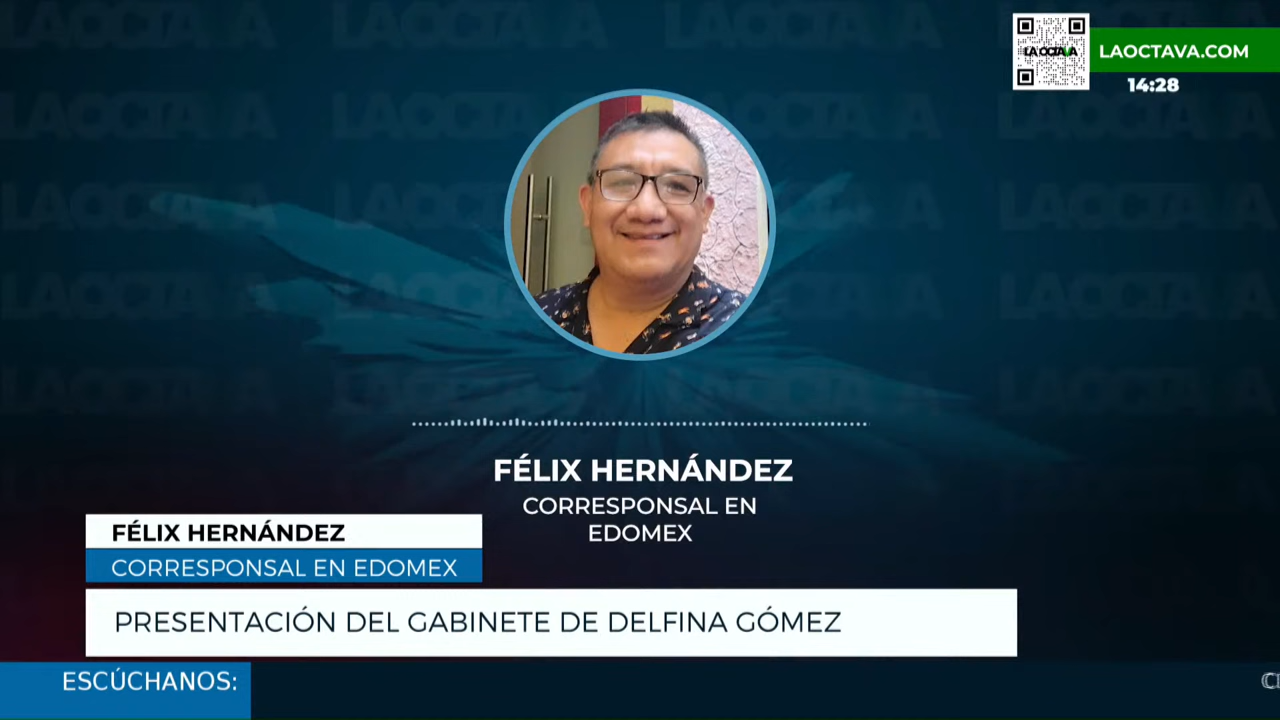 LAOCTAVA
LAOCTAVA.COM
14:28
FÉLIX HERNÁNDEZ
CORRESPONSAL EN
EDOMEX
FÉLIX HERNÁNDEZ
CORRESPONSAL EN EDOMEX
PRESENTACIÓN DEL GABINETE DE DELFINA GÓMEZ
ESCÚCHANOS: